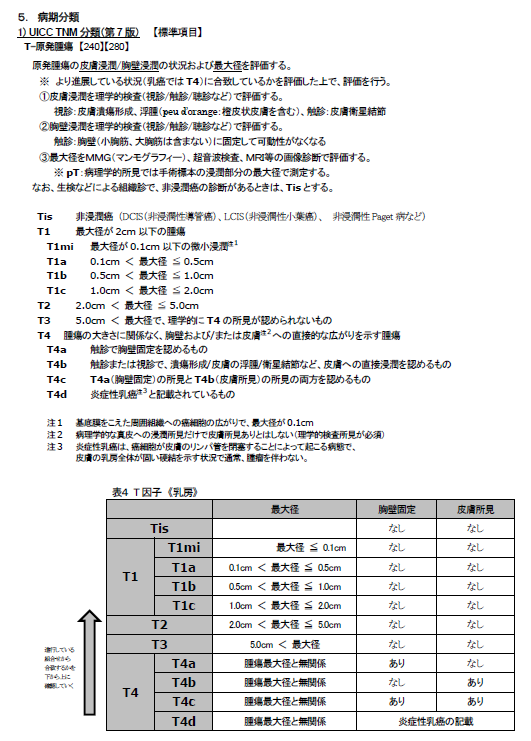 ５．　病期分類
1) UICC TNM 分類（第７版）　【標準項目】
T−原発腫瘍　【240】【280】
原発腫瘍の皮膚浸潤/胸壁浸潤の状況および最大径を評価する。
※　より進展している状況（乳癌では T4）に合致しているかを評価した上で、評価を行う。
①皮膚浸潤を理学的検査（視診/触診/聴診など）で評価する。
視診：皮膚潰瘍形成、浮腫（peu d'orange：橙皮状皮膚を含む）、触診：皮膚衛星結節
②胸壁浸潤を理学的検査（視診/触診/聴診など）で評価する。
触診：胸壁（小胸筋、大胸筋は含まない）に固定して可動性がなくなる
③最大径をMMG（マンモグラフィー）、超音波検査、MRI等の画像診断で評価する。
※ pT：病理学的所見では手術標本の浸潤部分の最大径で測定する。
なお、生検などによる組織診で、非浸潤癌の診断があるときは、Tisとする。
Tis　非浸潤癌（DCIS（非浸潤性導管癌）、LCIS（非浸潤性小葉癌）、　非浸潤性 Paget 病など）
T1　最大径が 2cm 以下の腫瘍
T1mi　最大径が 0.1cm 以下の微小浸潤注1
T1a　0.1cm ＜ 最大径 ≦ 0.5cm
T1b　0.5cm ＜ 最大径 ≦ 1.0cm
T1c　1.0cm ＜ 最大径 ≦ 2.0cm
T2　2.0cm ＜ 最大径 ≦ 5.0cm
T3　5.0cm ＜ 最大径で、理学的に T4 の所見が認められないもの
T4　腫瘍の大きさに関係なく、胸壁および/または皮膚注2への直接的な広がりを示す腫瘍
T4a　触診で胸壁固定を認めるもの
T4b　触診または視診で、潰瘍形成/皮膚の浮腫/衛星結節など、皮膚への直接浸潤を認めるもの
T4c　T4a（胸壁固定）の所見とT4b（皮膚所見）の所見の両方を認めるもの
T4d　炎症性乳癌注3と記載されているもの
注１　基底膜をこえた周囲組織への癌細胞の広がりで、最大径が 0.1cm
注２　病理学的な真皮への浸潤所見だけで皮膚所見ありとはしない（理学的検査所見が必須）
注３　炎症性乳癌は、癌細胞が皮膚のリンパ管を閉塞することによって起こる病態で、
皮膚の乳房全体が固い硬結を示す状況で通常、腫瘤を伴わない。
表４　T 因子　《乳房》
最大径　胸壁固定　皮膚所見
Tis　なし　なし
T1　T1mi　最大径 ≦ 0.1cm　なし　なし
T1a　0.1cm ＜ 最大径 ≦ 0.5cm　なし　なし
T1b　0.5cm ＜ 最大径 ≦ 1.0cm　なし　なし
T1c　1.0cm ＜ 最大径 ≦ 2.0cm　なし　なし
T2　2.0cm ＜ 最大径 ≦ 5.0cm　なし　なし
T3　5.0cm ＜ 最大径　なし　なし
T4　T4a　腫瘍最大径と無関係　あり　なし
T4b　腫瘍最大径と無関係　なし　あり
T4c　腫瘍最大径と無関係　あり　あり
T4d　腫瘍最大径と無関係　炎症性乳癌の記載
進行している
組合せから
合致するかを
下から上に
確認していく